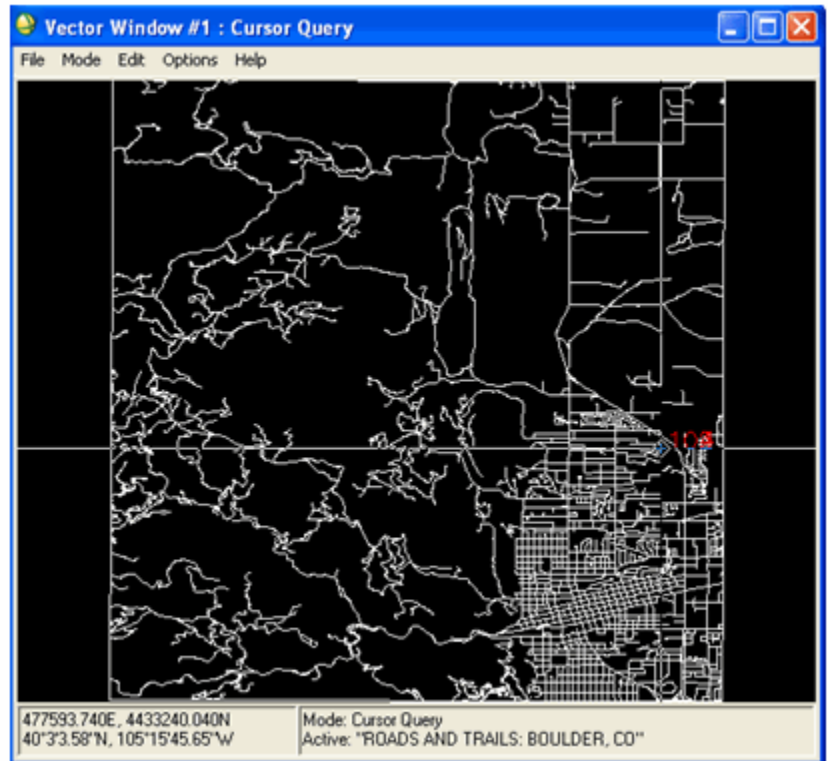 Vector Window #1 : Cursor Query
File Mode Edit Options Help
477593.740E, 4433240.040N
40°3'3.58"N, 105°15'45.65"W
Mode: Cursor Query
Active: "ROADS AND TRAILS: BOULDER, CO"